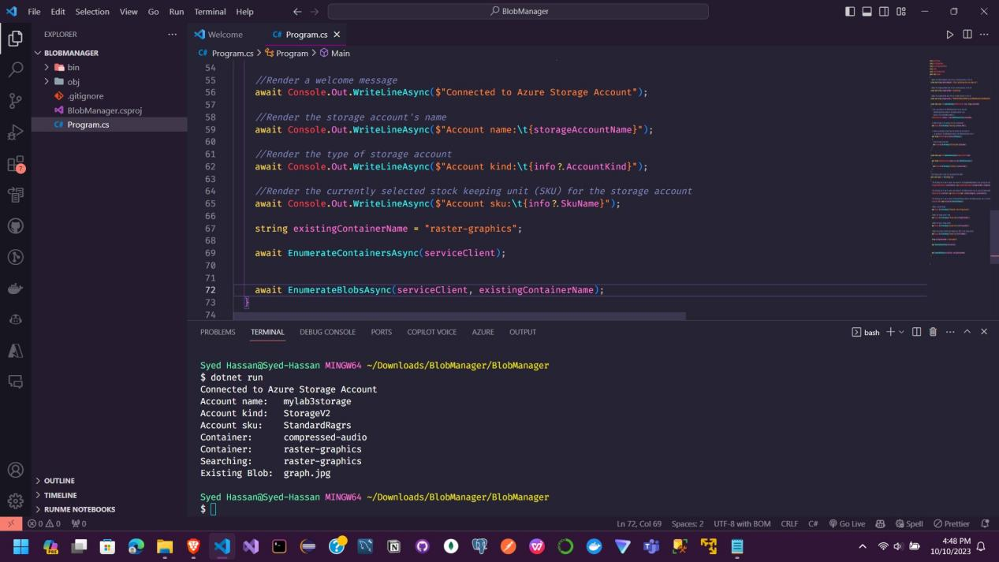 File Edit Selection View Go Run Terminal Help BlobManager
EXPLORER
BLOBMANAGER
bin
obj
.gitignore
BlobManager.csproj
Program.cs
7
OUTLINE
TIMELINE
RUNME NOTEBOOKS
Welcome Program.cs
Program.cs > Program > Main
54
55 //Render a welcome message
56 await Console.Out.WriteLineAsync($"Connected to Azure Storage Account");
57
58 //Render the storage account's name
59 await Console.Out.WriteLineAsync($"Account name:\t{storageAccountName}");
60
61 //Render the type of storage account
62 await Console.Out.WriteLineAsync($"Account kind:\t{info?.AccountKind}");
63
64 //Render the currently selected stock keeping unit (SKU) for the storage account
65 await Console.Out.WriteLineAsync($"Account sku:\t{info?.SkuName}");
66
67 string existingContainerName = "raster-graphics";
68
69 await EnumerateContainersAsync(serviceClient);
70
71
72 await EnumerateBlobsAsync(serviceClient, existingContainerName);
73 }
74
PROBLEMS TERMINAL DEBUG CONSOLE PORTS COPILOT VOICE AZURE OUTPUT bash
Syed Hassan@Syed-Hassan MINGW64 ~/Downloads/BlobManager/BlobManager
$ dotnet run
Connected to Azure Storage Account
Account name: mylab3storage
Account kind: StorageV2
Account sku: StandardRagrs
Container: compressed-audio
Container: raster-graphics
Searching: raster-graphics
Existing Blob: graph.jpg
Syed Hassan@Syed-Hassan MINGW64 ~/Downloads/BlobManager/BlobManager
$
0 0 0 Ln 72, Col 69 Spaces: 2 UTF-8 with BOM CRLF C# Go Live Spell Prettier
4:48 PM
10/10/2023